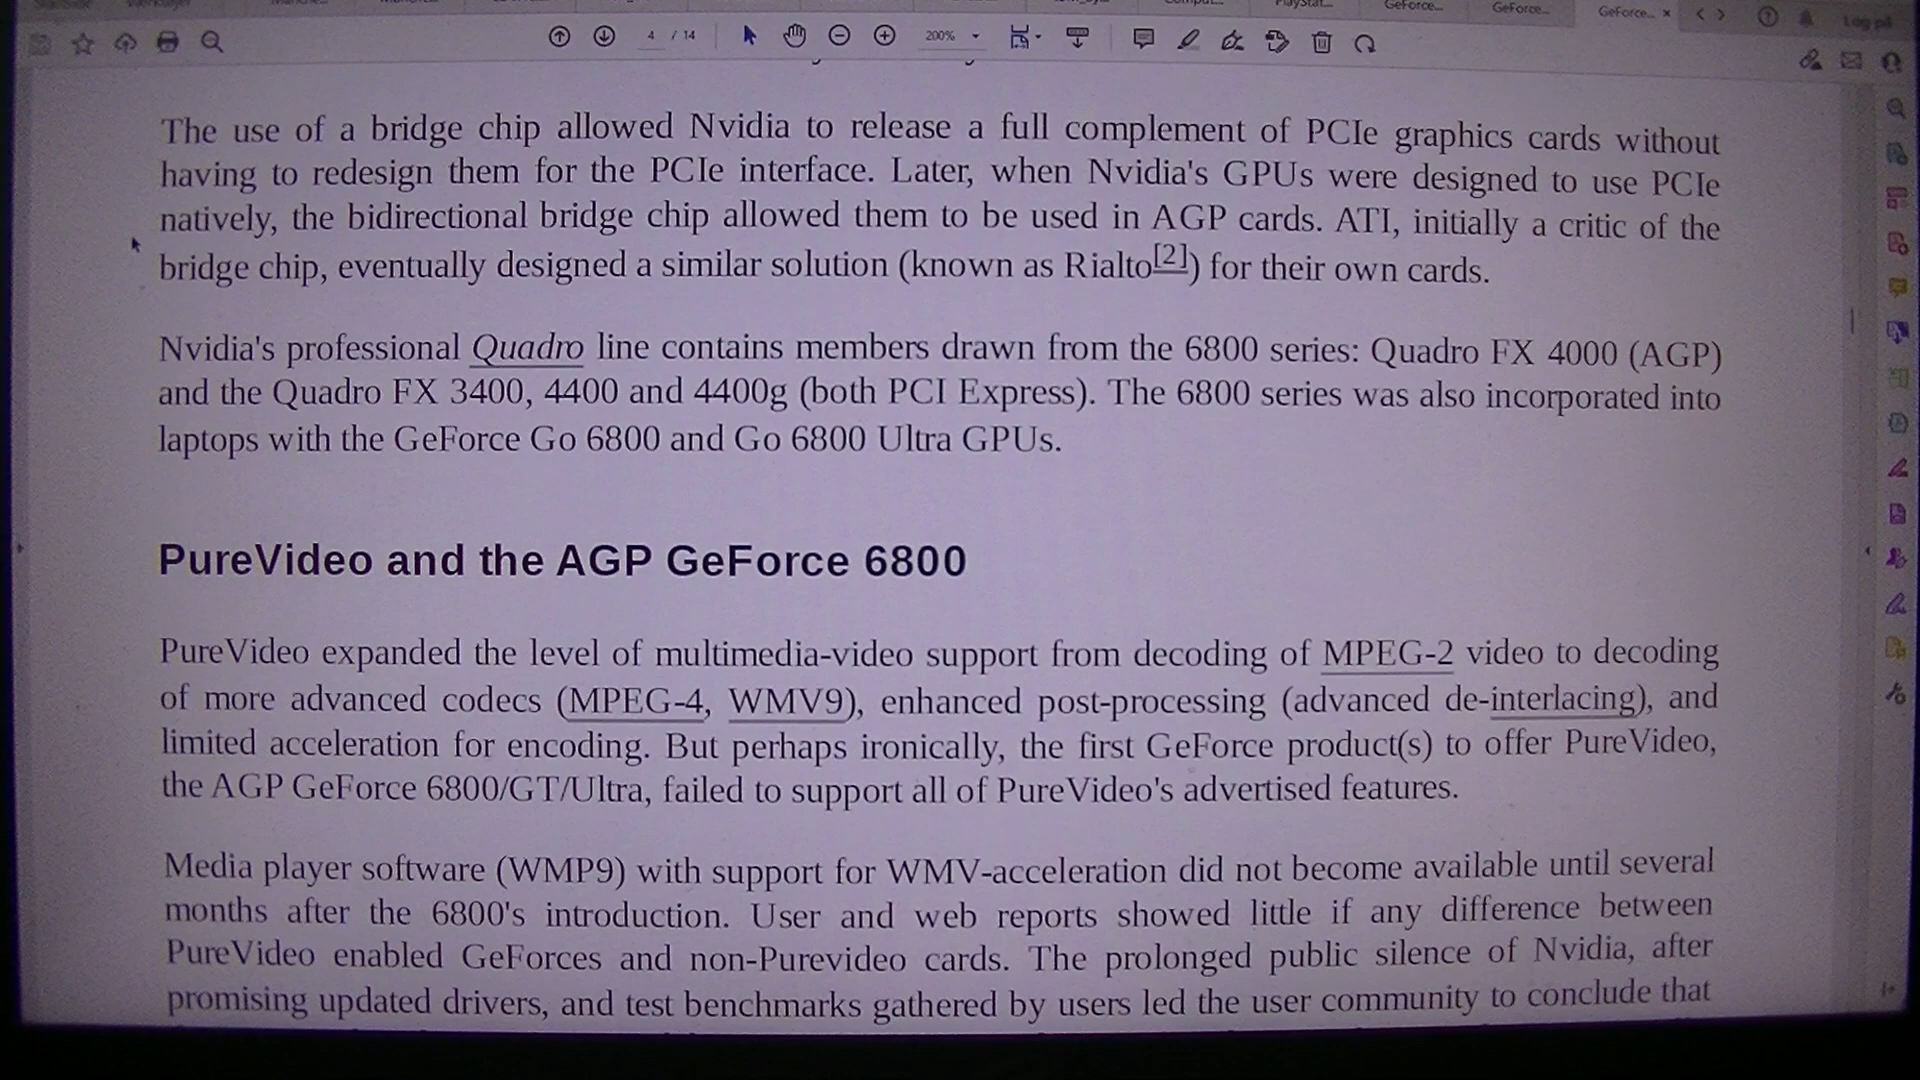 GeForce...
GeForce...
GeForce...
Log på
4 / 14
200%
The use of a bridge chip allowed Nvidia to release a full complement of PCIe graphics cards without
having to redesign them for the PCIe interface. Later, when Nvidia's GPUs were designed to use PCIe
natively, the bidirectional bridge chip allowed them to be used in AGP cards. ATI, initially a critic of the
bridge chip, eventually designed a similar solution (known as Rialto[2]) for their own cards.
Nvidia's professional Quadro line contains members drawn from the 6800 series: Quadro FX 4000 (AGP)
and the Quadro FX 3400, 4400 and 4400g (both PCI Express). The 6800 series was also incorporated into
laptops with the GeForce Go 6800 and Go 6800 Ultra GPUs.
PureVideo and the AGP GeForce 6800
PureVideo expanded the level of multimedia-video support from decoding of MPEG-2 video to decoding
of more advanced codecs (MPEG-4, WMV9), enhanced post-processing (advanced de-interlacing), and
limited acceleration for encoding. But perhaps ironically, the first GeForce product(s) to offer PureVideo,
the AGP GeForce 6800/GT/Ultra, failed to support all of PureVideo's advertised features.
Media player software (WMP9) with support for WMV-acceleration did not become available until several
months after the 6800's introduction. User and web reports showed little if any difference between
PureVideo enabled GeForces and non-Purevideo cards. The prolonged public silence of Nvidia, after
promising updated drivers, and test benchmarks gathered by users led the user community to conclude that